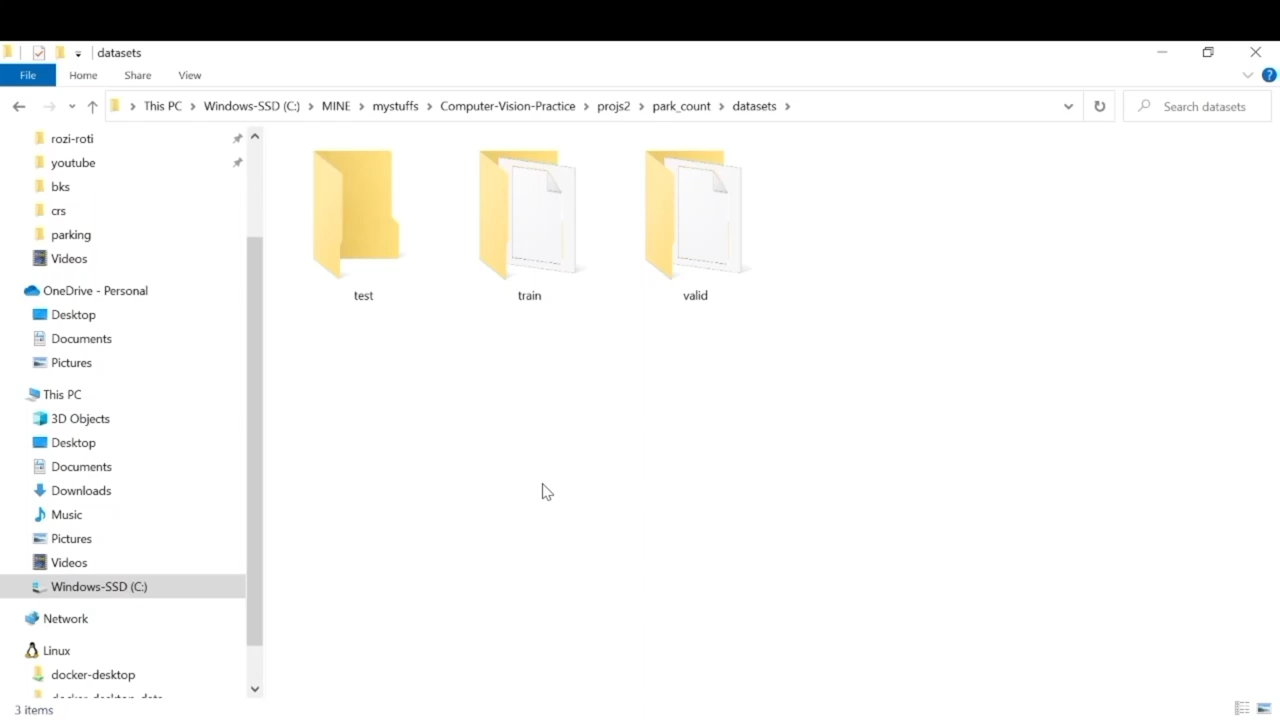 datasets
File Home Share View
This PC Windows-SSD (C:) MINE mystuffs Computer-Vision-Practice projs2 park_count datasets
Search datasets
rozi-roti
youtube
bks
crs
parking
Videos
OneDrive - Personal
Desktop
Documents
Pictures
This PC
3D Objects
Desktop
Documents
Downloads
Music
Pictures
Videos
Windows-SSD (C:)
Network
Linux
docker-desktop
test train valid
3 items